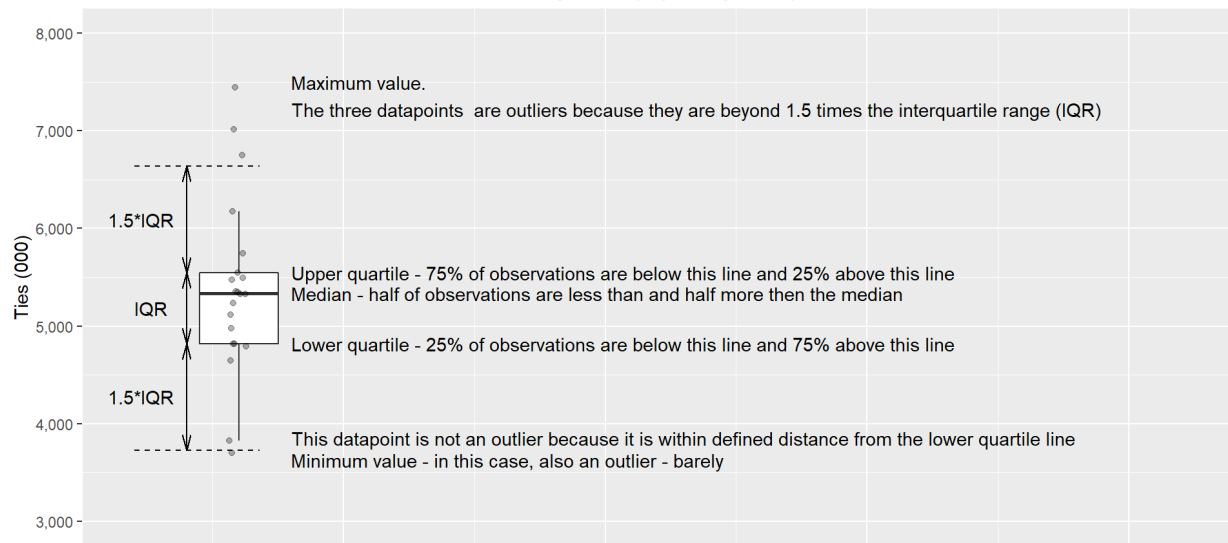 8,000
Maximum value.
The three datapoints  are outliers because they are beyond 1.5 times the interquartile range (IQR)
7,000
1.5*IQR
6,000
Ties (000)
Upper quartile - 75% of observations are below this line and 25% above this line
Median - half of observations are less than and half more then the median
IQR
5,000
Lower quartile - 25% of observations are below this line and 75% above this line
1.5*IQR
4,000
This datapoint is not an outlier because it is within defined distance from the lower quartile line
Minimum value - in this case, also an outlier - barely
3,000